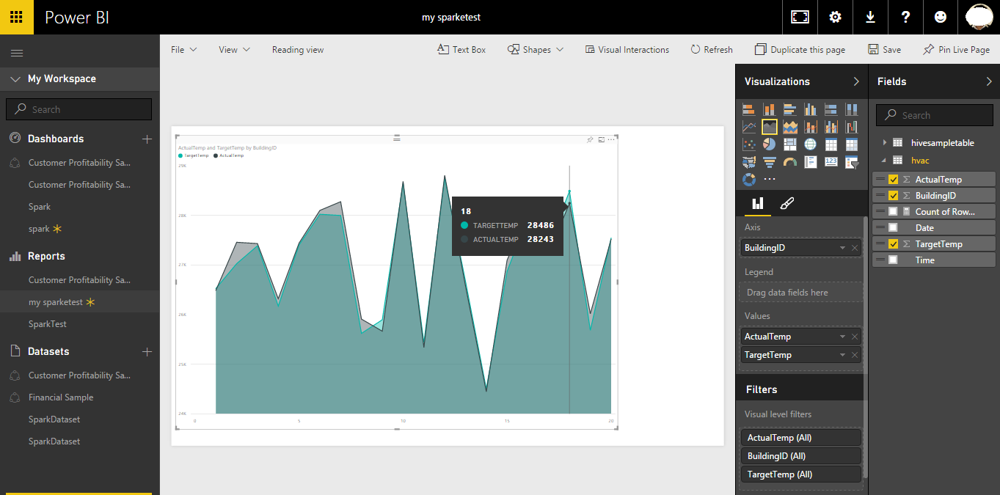 Power BI
my sparketest
?
File
View
Reading view
Text Box
Shapes
Visual Interactions
Refresh
Duplicate this page
Save
Pin Live Page
My Workspace
Search
Dashboards
Customer Profitability Sa...
Customer Profitability Sa...
Spark
spark
Reports
Customer Profitability Sa...
my sparketest
SparkTest
Datasets
Customer Profitability Sa...
Financial Sample
SparkDataset
SparkDataset
ActualTemp and TargetTemp by BuildingID
TargetTemp ActualTemp
29K
28K
27K
26K
25K
24K
0 5 10 15 20
18
TARGETTEMP 28486
ACTUALTEMP 28243
Visualizations
123
Axis
BuildingID
Legend
Drag data fields here
Values
ActualTemp
TargetTemp
Filters
Visual level filters
ActualTemp (All)
BuildingID (All)
TargetTemp (All)
Fields
Search
hivesampletable
hvac
ActualTemp
BuildingID
Count of Row...
Date
TargetTemp
Time